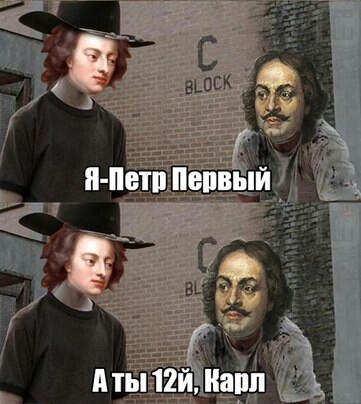 C
BLOCK
Я-Петр Первый
C
BL
А ты 12й, Карл